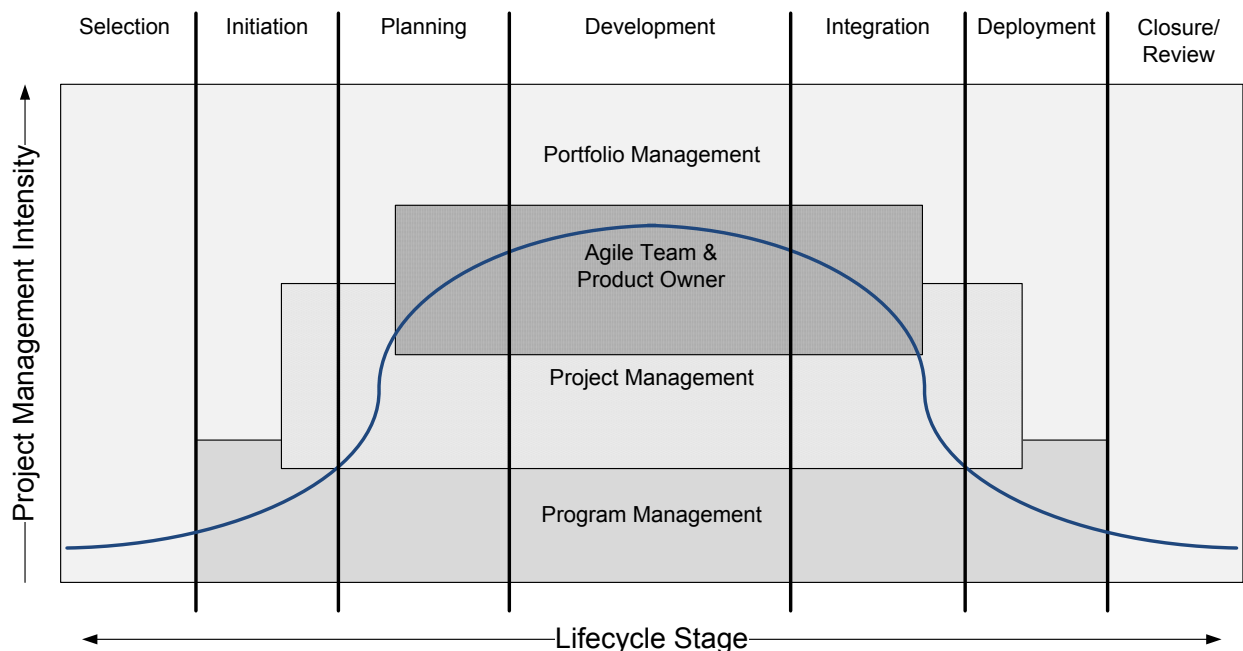 Selection
Initiation
Planning
Development
Integration
Deployment
Closure/
Review
Project Management Intensity
Portfolio Management
Agile Team &
Product Owner
Project Management
Program Management
Lifecycle Stage